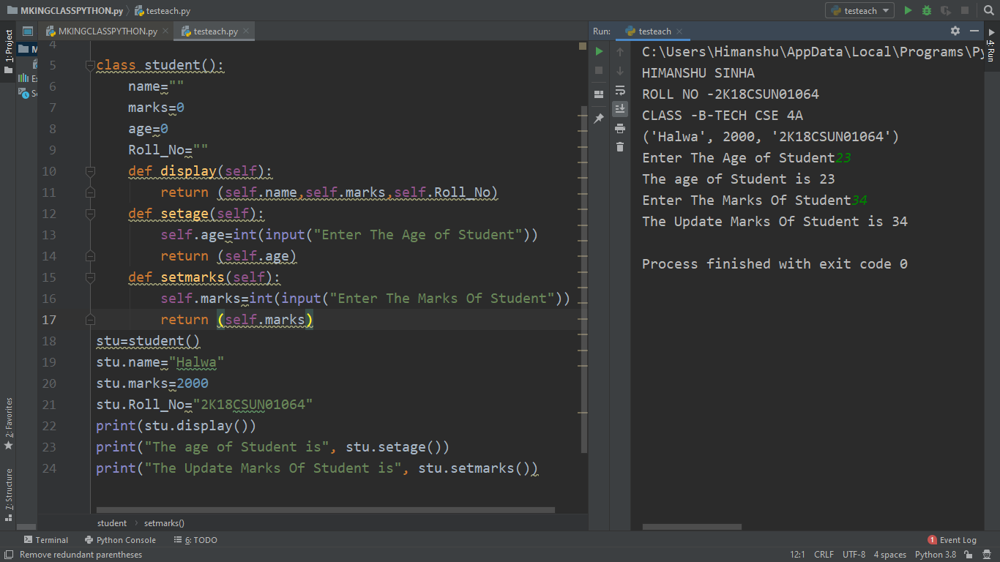 MKINGCLASSPYTHON.py
testeach.py
testeach
1: Project
MKINGCLASSPYTHON.py
testeach.py
4
5 class student():
6 name=""
7 marks=0
8 age=0
9 Roll_No=""
10 def display(self):
11 return (self.name,self.marks,self.Roll_No)
12 def setage(self):
13 self.age=int(input("Enter The Age of Student"))
14 return (self.age)
15 def setmarks(self):
16 self.marks=int(input("Enter The Marks Of Student"))
17 return (self.marks)
18 stu=student()
19 stu.name="Halwa"
20 stu.marks=2000
21 stu.Roll_No="2K18CSUN01064"
22 print(stu.display())
23 print("The age of Student is", stu.setage())
24 print("The Update Marks Of Student is", stu.setmarks())
student
setmarks()
2: Favorites
7: Structure
Run:
testeach
4: Run
C:\Users\Himanshu\AppData\Local\Programs\Py
HIMANSHU SINHA
ROLL NO -2K18CSUN01064
CLASS -B-TECH CSE 4A
('Halwa', 2000, '2K18CSUN01064')
Enter The Age of Student23
The age of Student is 23
Enter The Marks Of Student34
The Update Marks Of Student is 34
Process finished with exit code 0
Terminal
Python Console
6: TODO
1 Event Log
Remove redundant parentheses
12:1
CRLF
UTF-8
4 spaces
Python 3.8